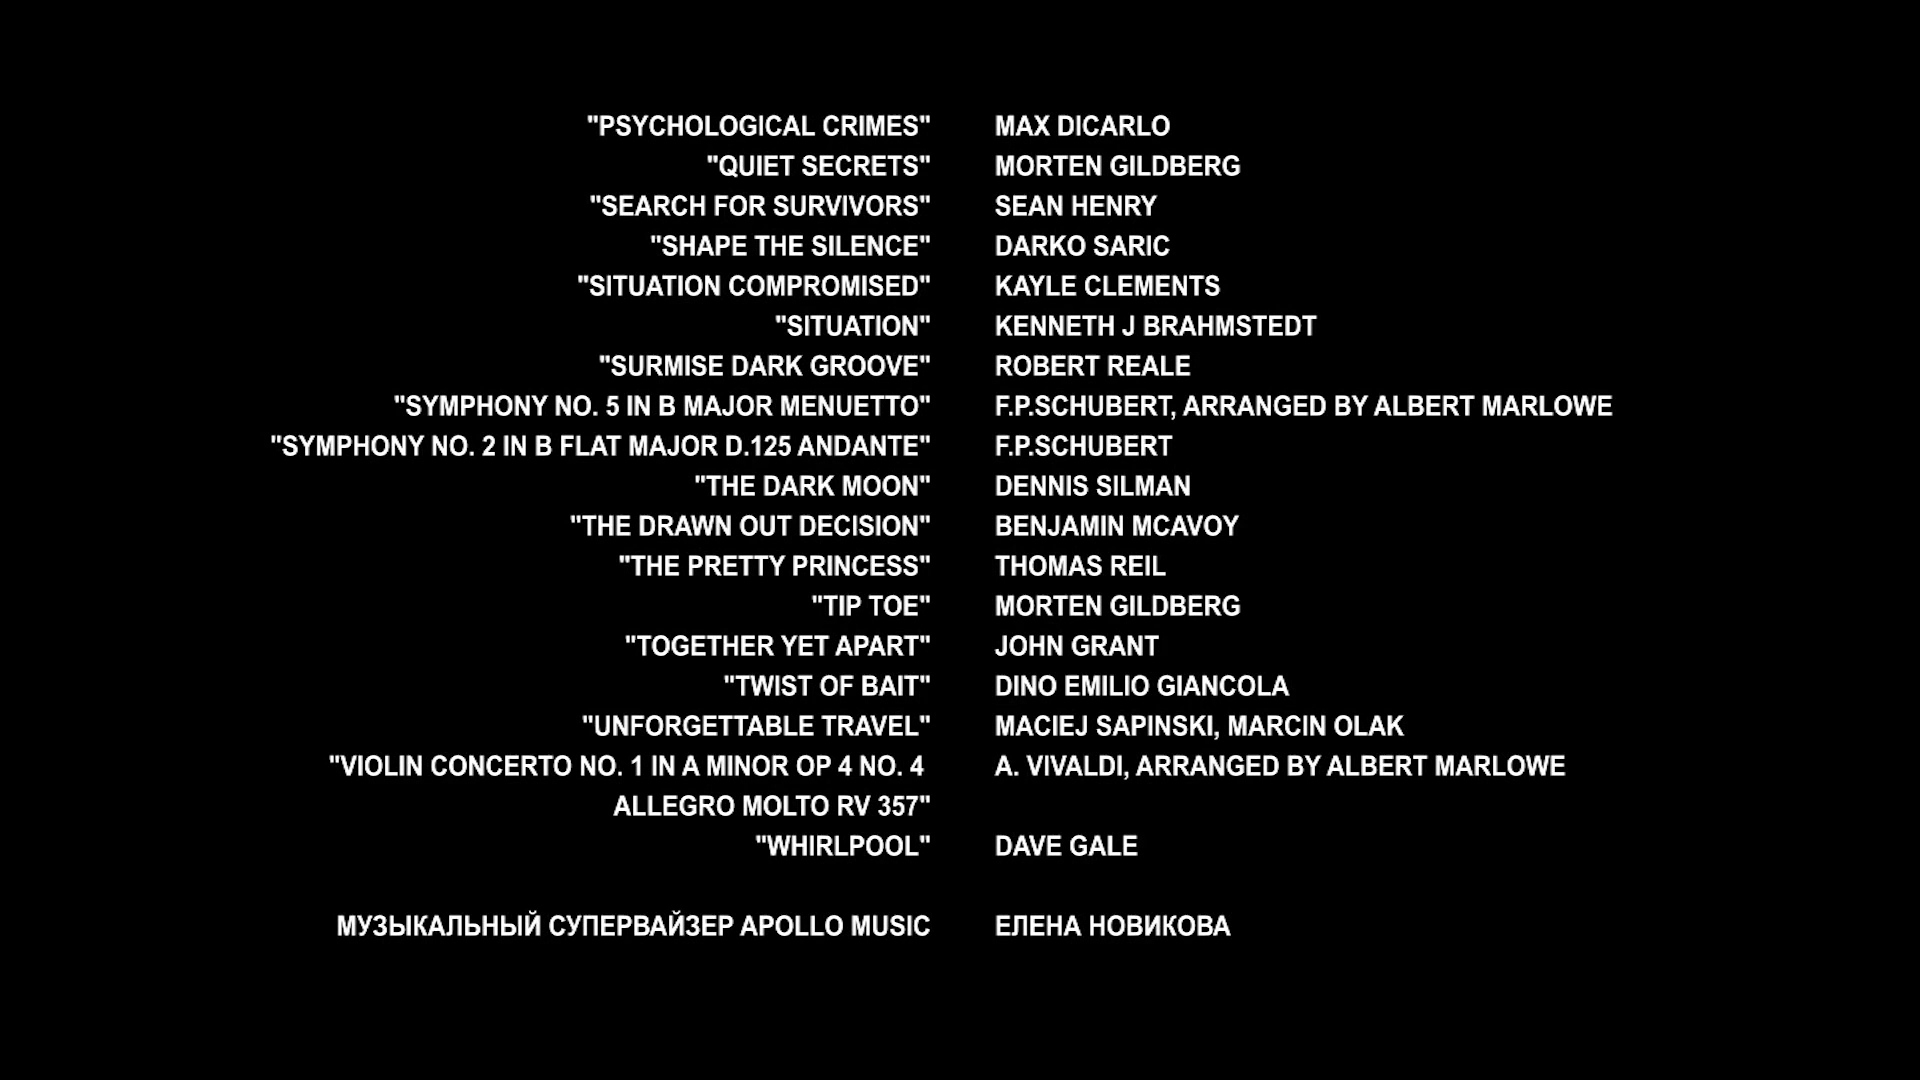 "PSYCHOLOGICAL CRIMES" MAX DICARLO
"QUIET SECRETS" MORTEN GILDBERG
"SEARCH FOR SURVIVORS" SEAN HENRY
"SHAPE THE SILENCE" DARKO SARIC
"SITUATION COMPROMISED" KAYLE CLEMENTS
"SITUATION" KENNETH J BRAHMSTEDT
"SURMISE DARK GROOVE" ROBERT REALE
"SYMPHONY NO. 5 IN B MAJOR MENUETTO" F.P.SCHUBERT, ARRANGED BY ALBERT MARLOWE
"SYMPHONY NO. 2 IN B FLAT MAJOR D.125 ANDANTE" F.P.SCHUBERT
"THE DARK MOON" DENNIS SILMAN
"THE DRAWN OUT DECISION" BENJAMIN MCAVOY
"THE PRETTY PRINCESS" THOMAS REIL
"TIP TOE" MORTEN GILDBERG
"TOGETHER YET APART" JOHN GRANT
"TWIST OF BAIT" DINO EMILIO GIANCOLA
"UNFORGETTABLE TRAVEL" MACIEJ SAPINSKI, MARCIN OLAK
"VIOLIN CONCERTO NO. 1 IN A MINOR OP 4 NO. 4 A. VIVALDI, ARRANGED BY ALBERT MARLOWE
ALLEGRO MOLTO RV 357"
"WHIRLPOOL" DAVE GALE
МУЗЫКАЛЬНЫЙ СУПЕРВАЙЗЕР APOLLO MUSIC ЕЛЕНА НОВИКОВА